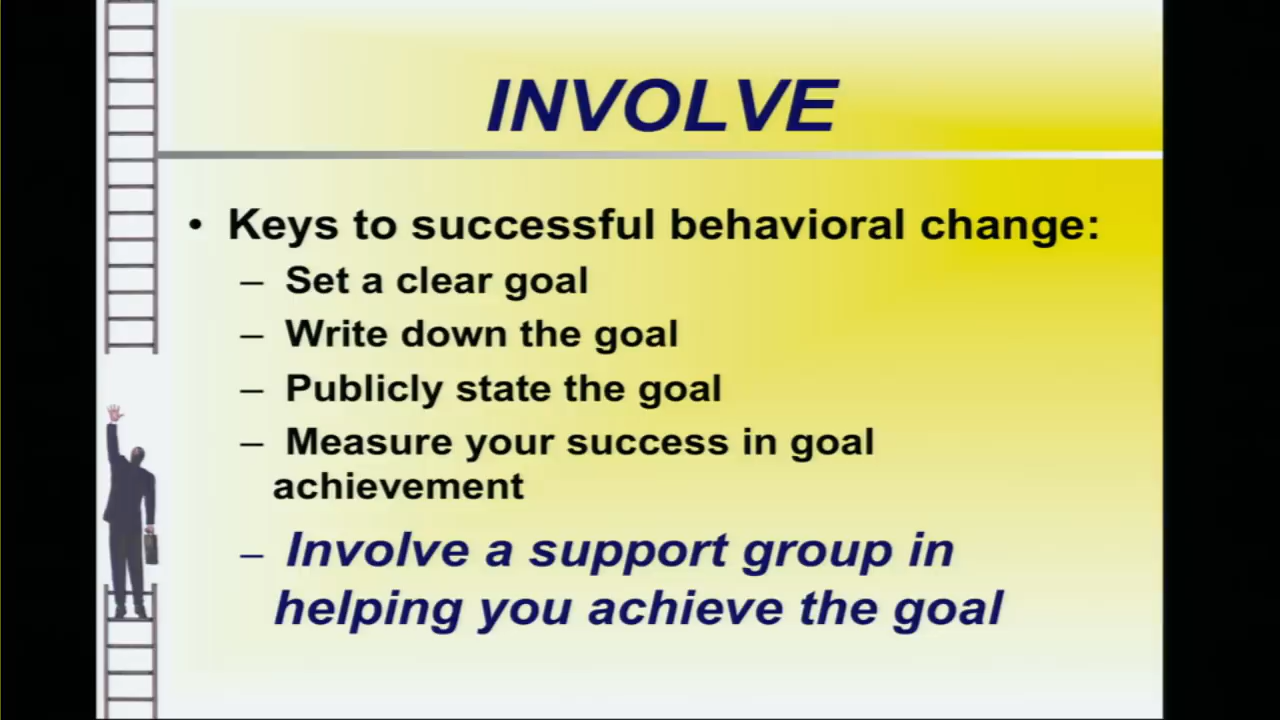 INVOLVE
• Keys to successful behavioral change:
– Set a clear goal
– Write down the goal
– Publicly state the goal
– Measure your success in goal
achievement
– Involve a support group in
helping you achieve the goal